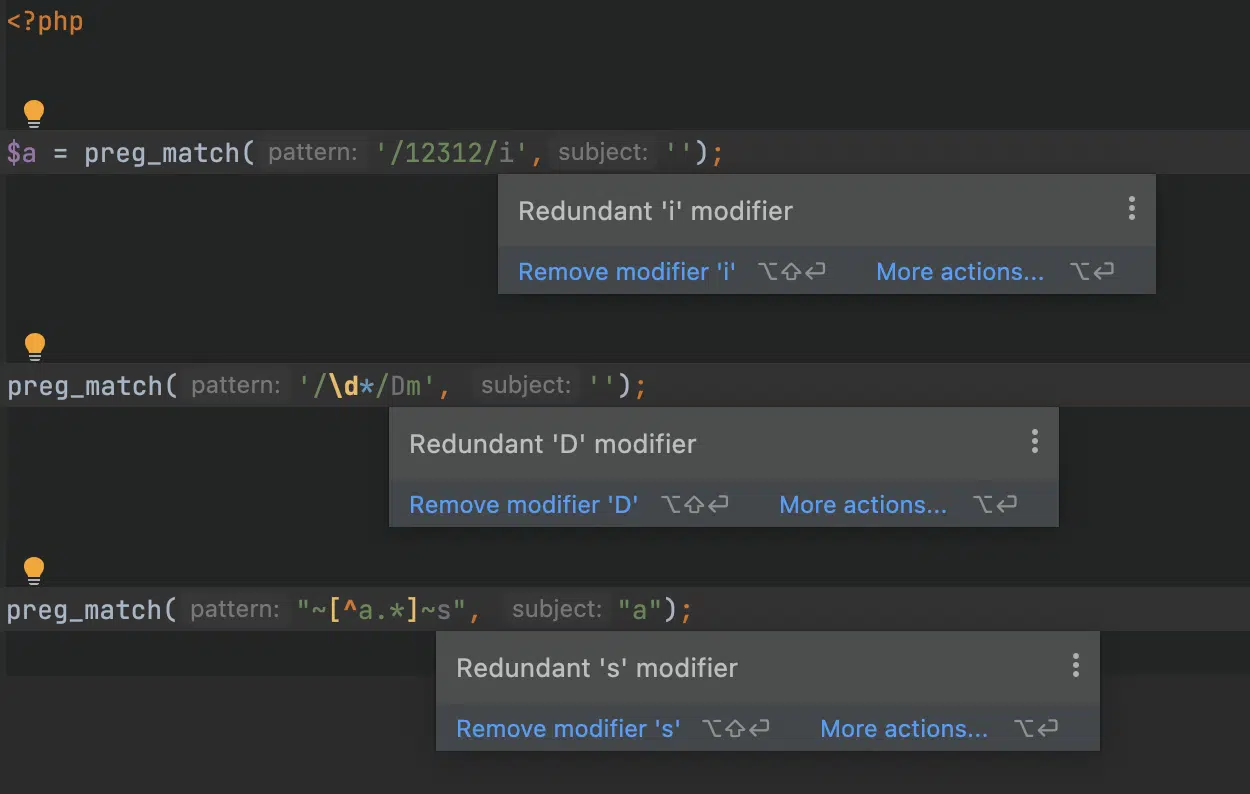 <?php
$a = preg_match( pattern: '/12312/i', subject: '');
Redundant 'i' modifier
Remove modifier 'i' ⌥⇧⏎ More actions... ⌥⏎
preg_match( pattern: '/\d*/Dm', subject: '');
Redundant 'D' modifier
Remove modifier 'D' ⌥⇧⏎ More actions... ⌥⏎
preg_match( pattern: "~[^a.*]~s", subject: "a");
Redundant 's' modifier
Remove modifier 's' ⌥⇧⏎ More actions... ⌥⏎